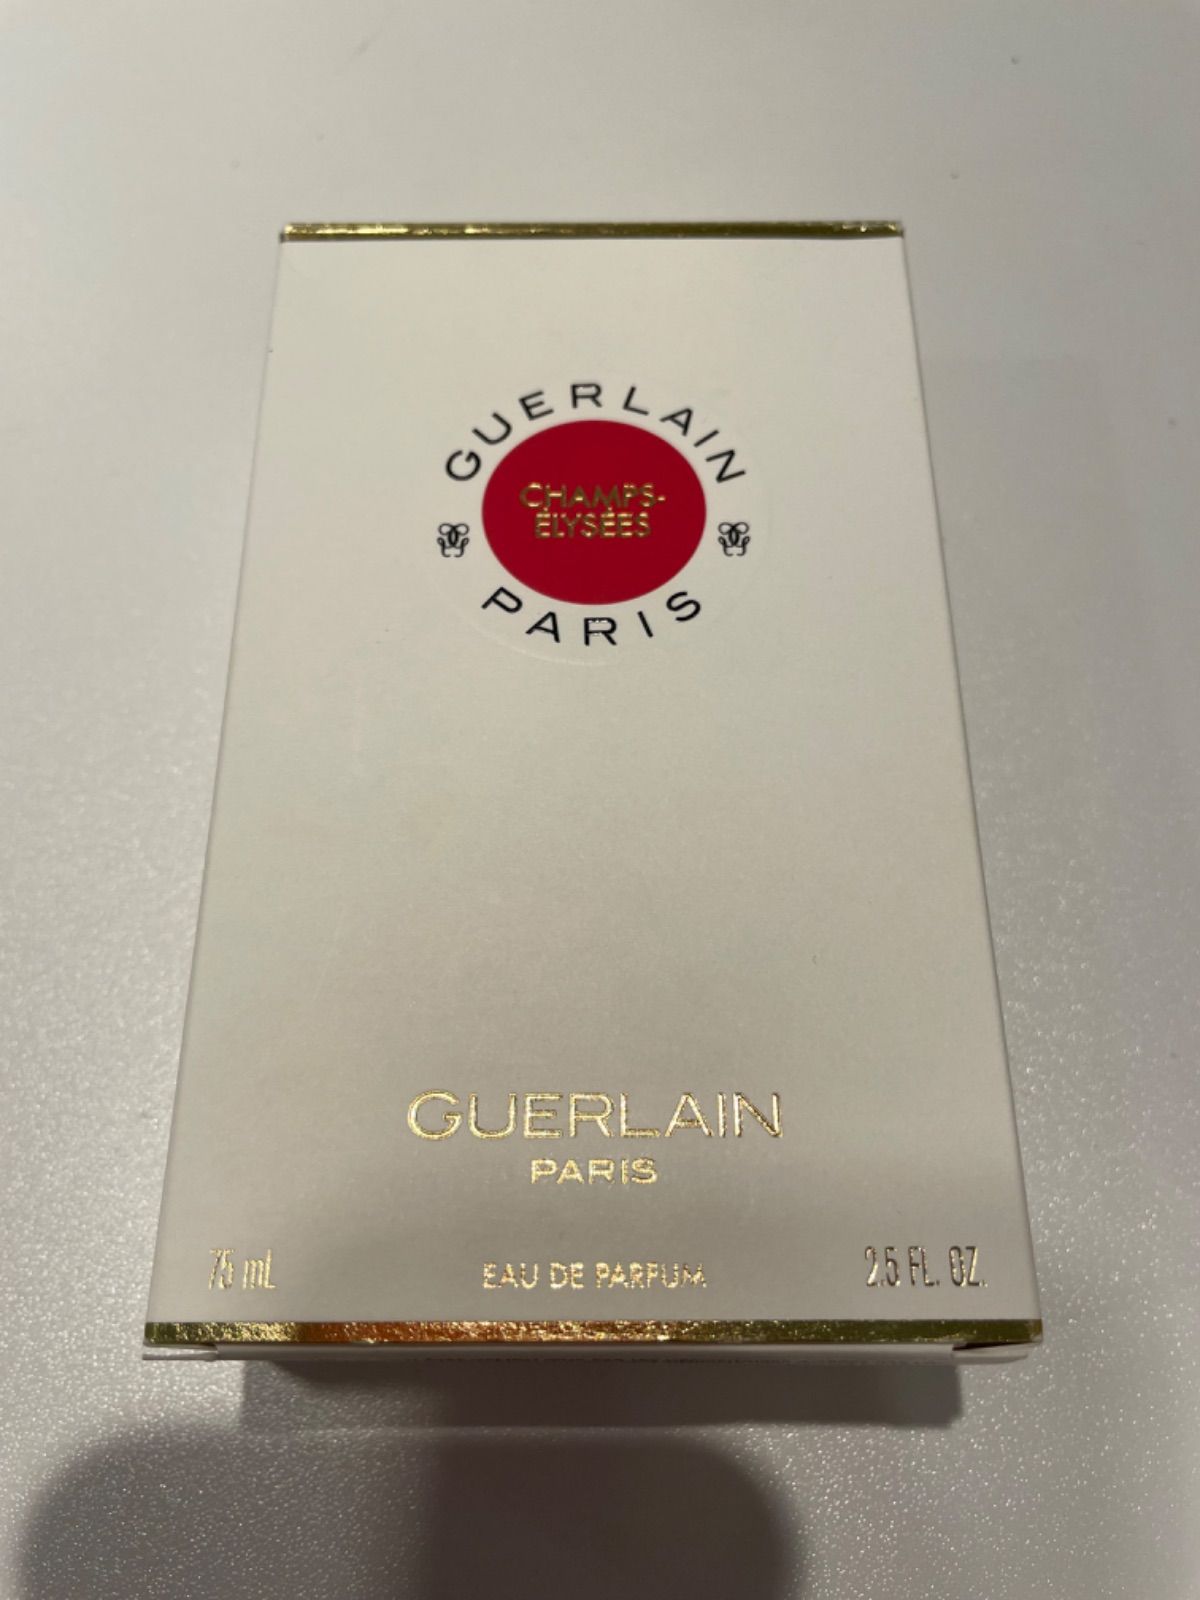 GUERLAIN
CHAMPS-
ÉLYSÉES
PARIS
GUERLAIN
PARIS
75 mL
EAU DE PARFUM
2.5 FL. OZ.